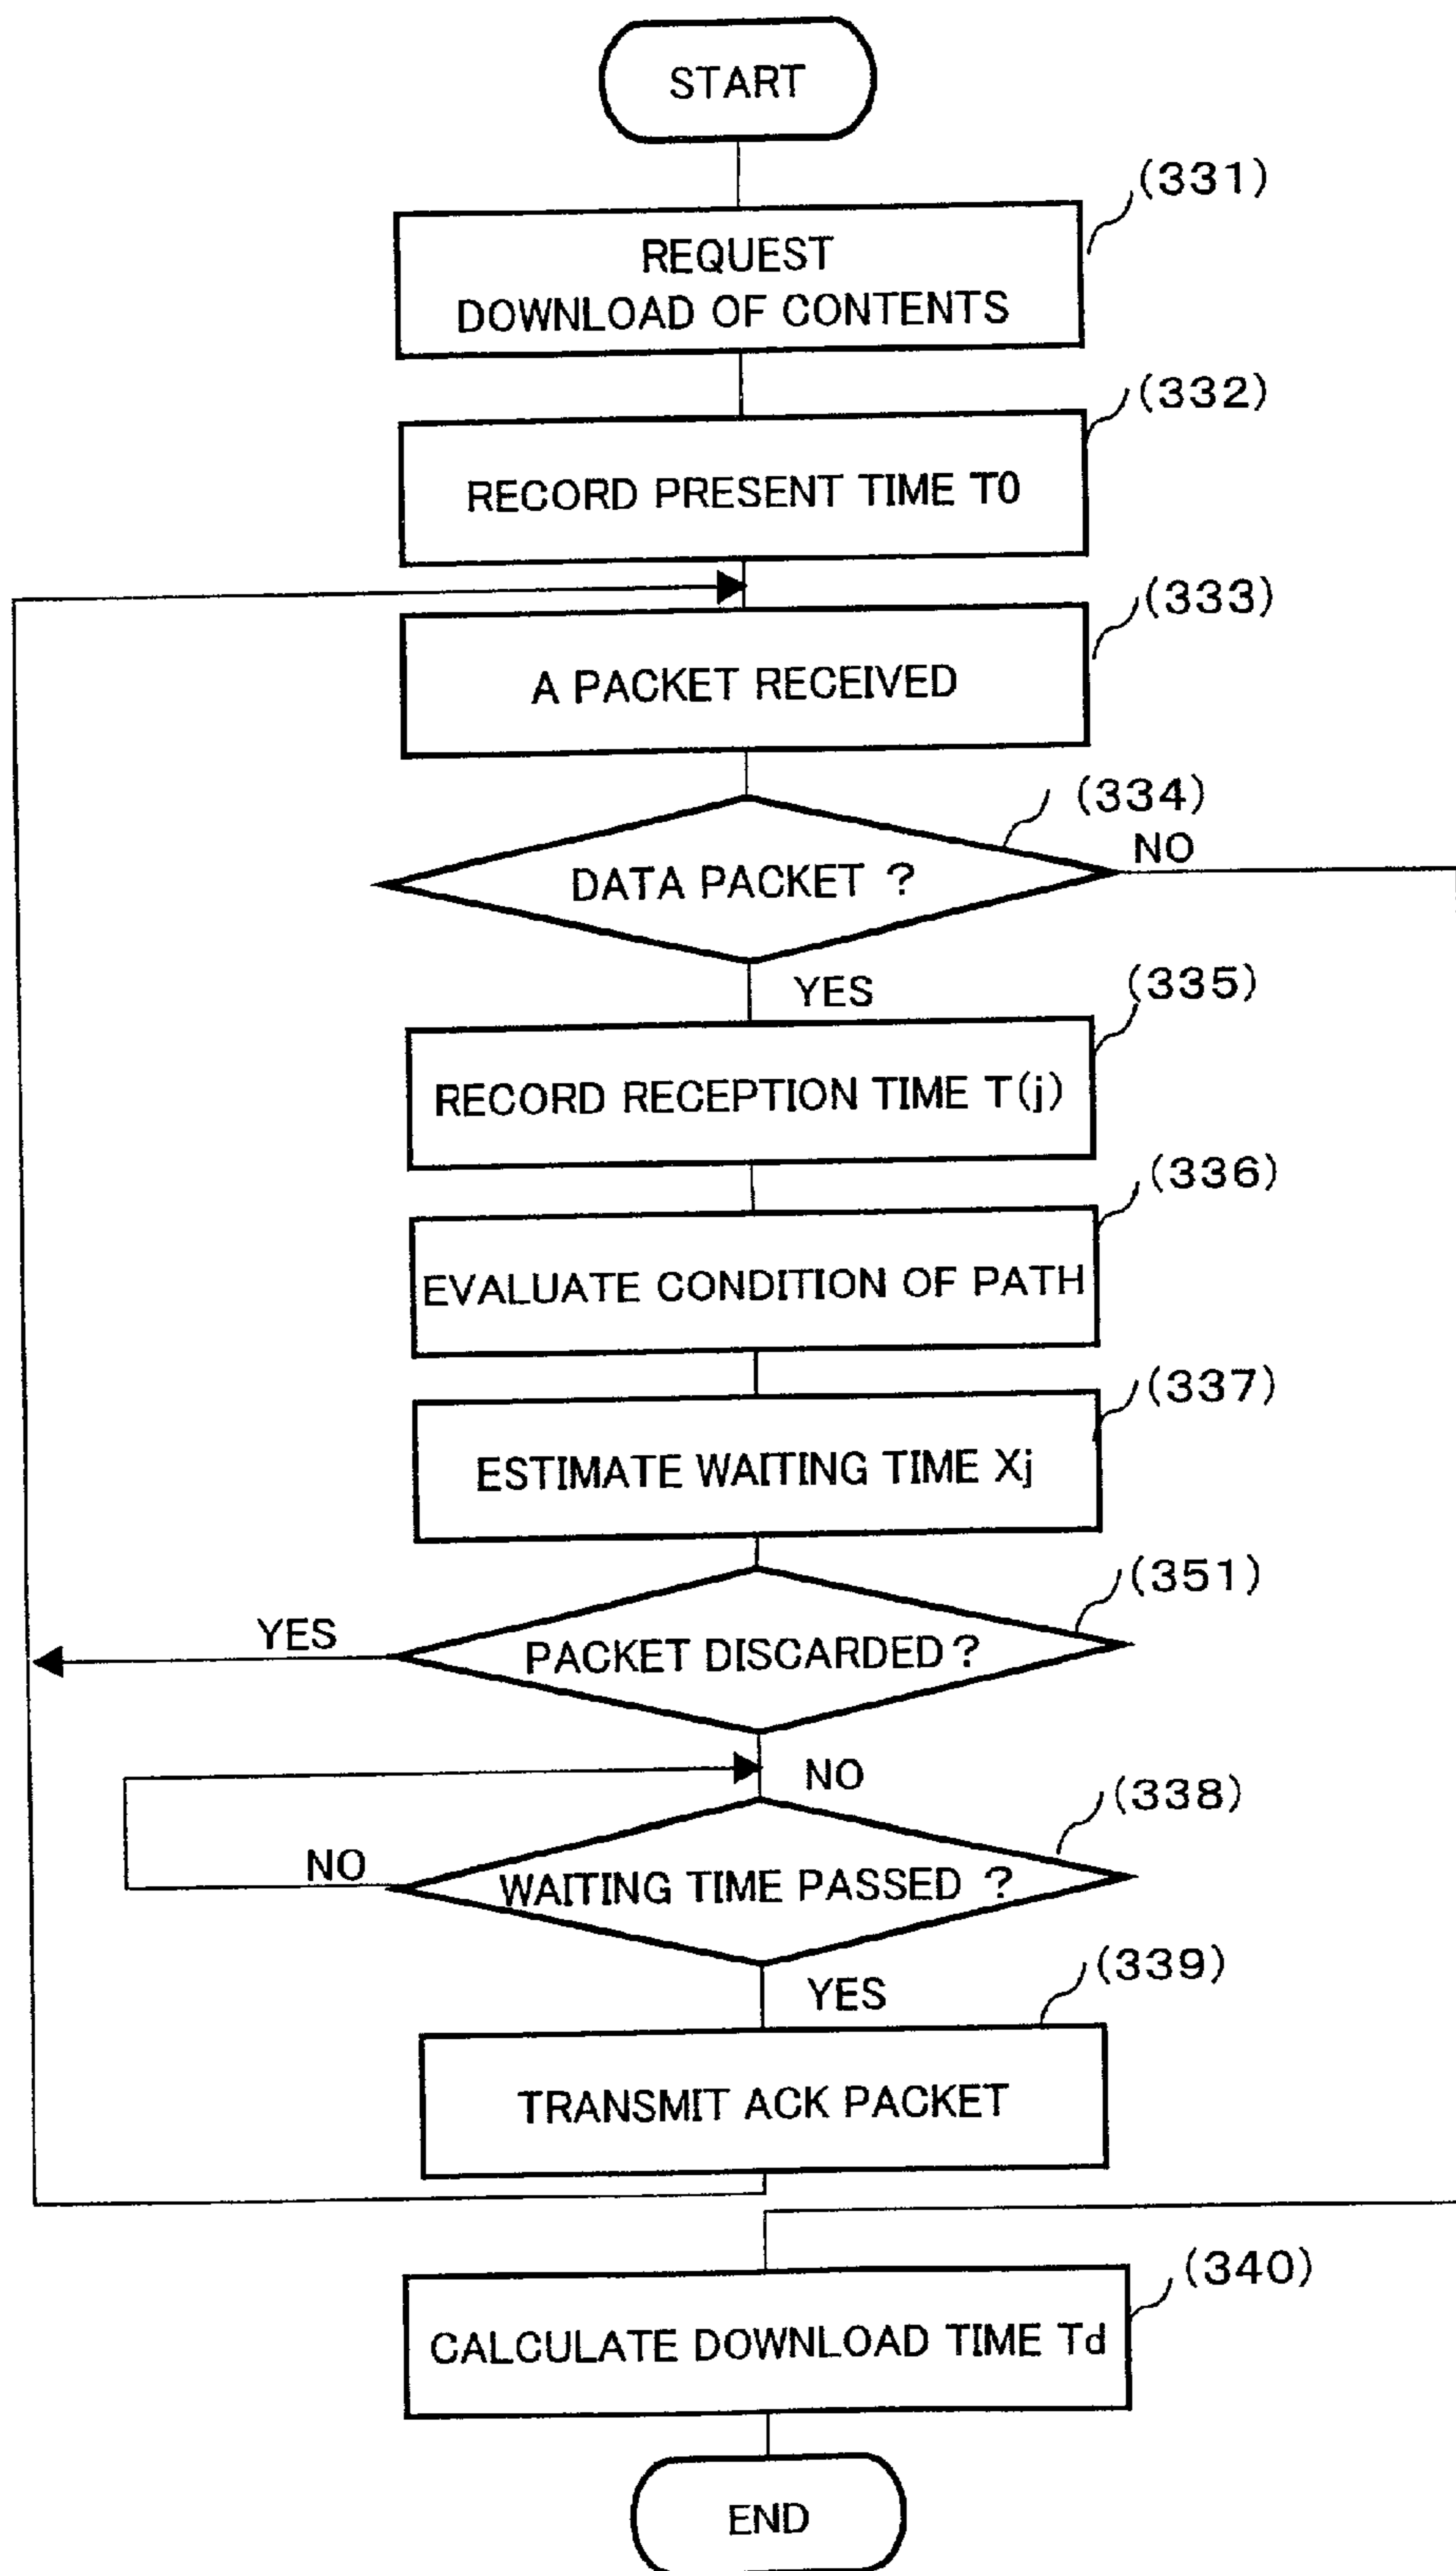 START
(331)
REQUEST
DOWNLOAD OF CONTENTS
(332)
RECORD PRESENT TIME T0
(333)
A PACKET RECEIVED
(334)
NO
DATA PACKET ?
YES
(335)
RECORD RECEPTION TIME T(j)
(336)
EVALUATE CONDITION OF PATH
(337)
ESTIMATE WAITING TIME Xj
(351)
YES
PACKET DISCARDED ?
NO
(338)
NO
WAITING TIME PASSED ?
(339)
YES
TRANSMIT ACK PACKET
(340)
CALCULATE DOWNLOAD TIME Td
END